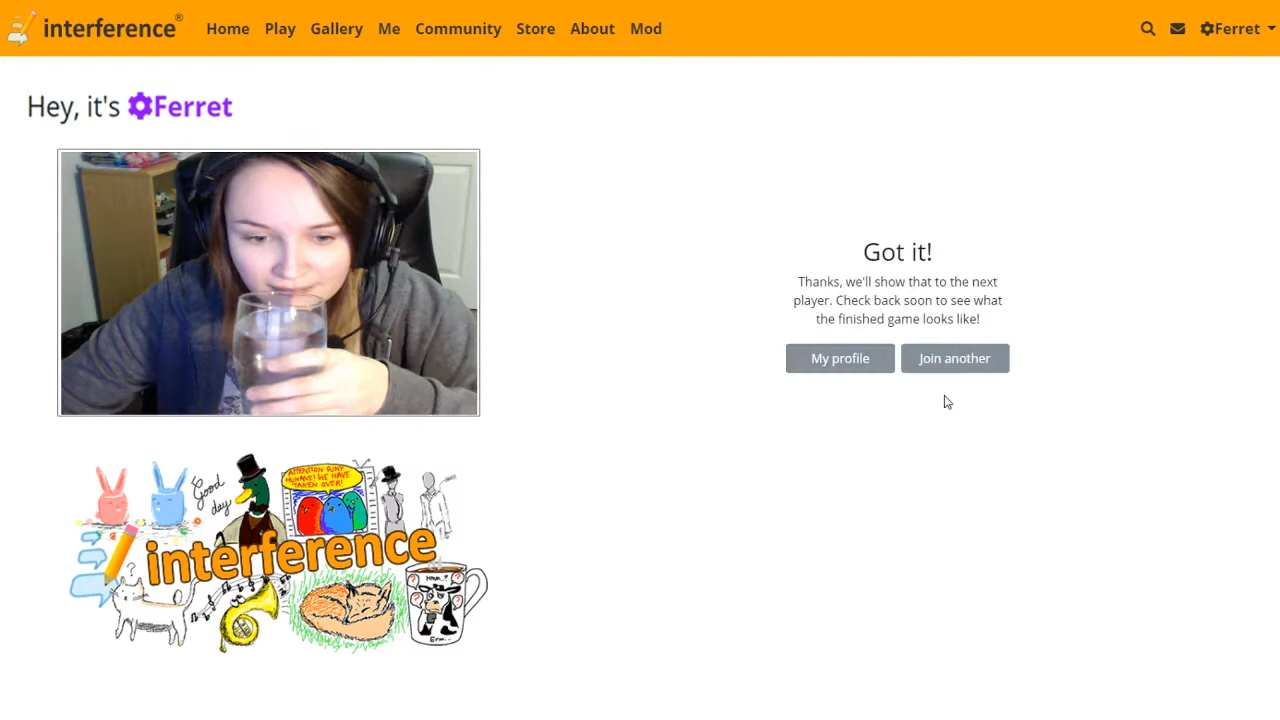 interference®
Home Play Gallery Me Community Store About Mod
Ferret
Hey, it's Ferret
Got it!
Thanks, we'll show that to the next
player. Check back soon to see what
the finished game looks like!
My profile
Join another
Good
day
ATTENTION PUNY
HUMANS! WE HAVE
TAKEN OVER!
interference
?
Hmm..?
? ?
? ?
Erm...